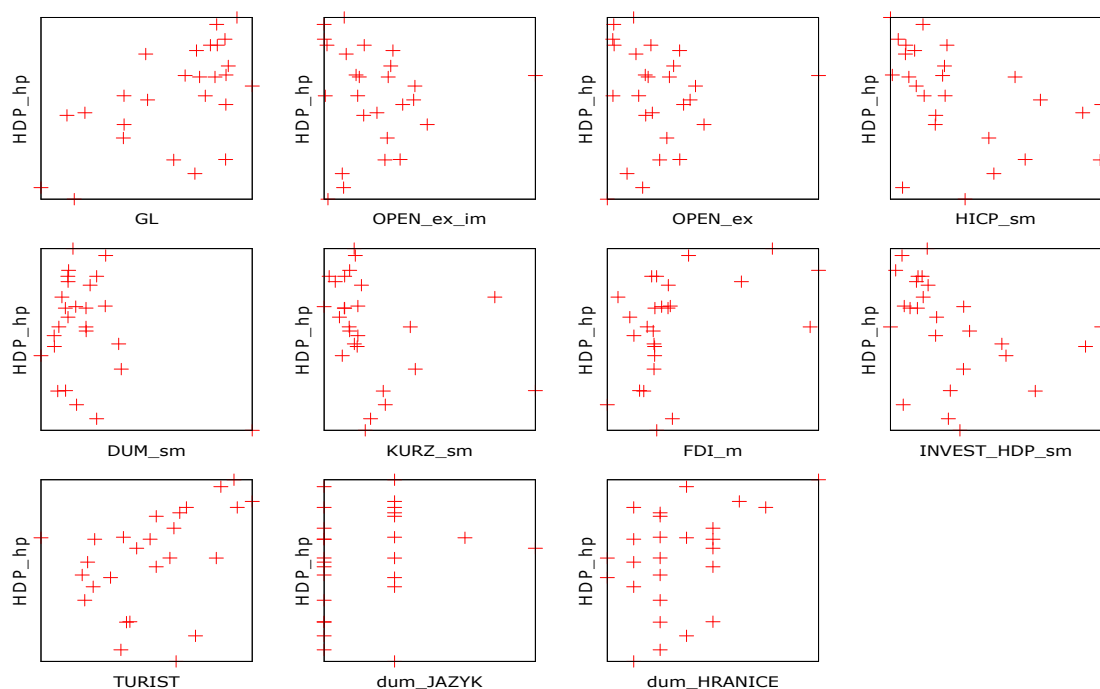 HDP_hp
GL
HDP_hp
OPEN_ex_im
HDP_hp
OPEN_ex
HDP_hp
HICP_sm
HDP_hp
DUM_sm
HDP_hp
KURZ_sm
HDP_hp
FDI_m
HDP_hp
INVEST_HDP_sm
HDP_hp
TURIST
HDP_hp
dum_JAZYK
HDP_hp
dum_HRANICE